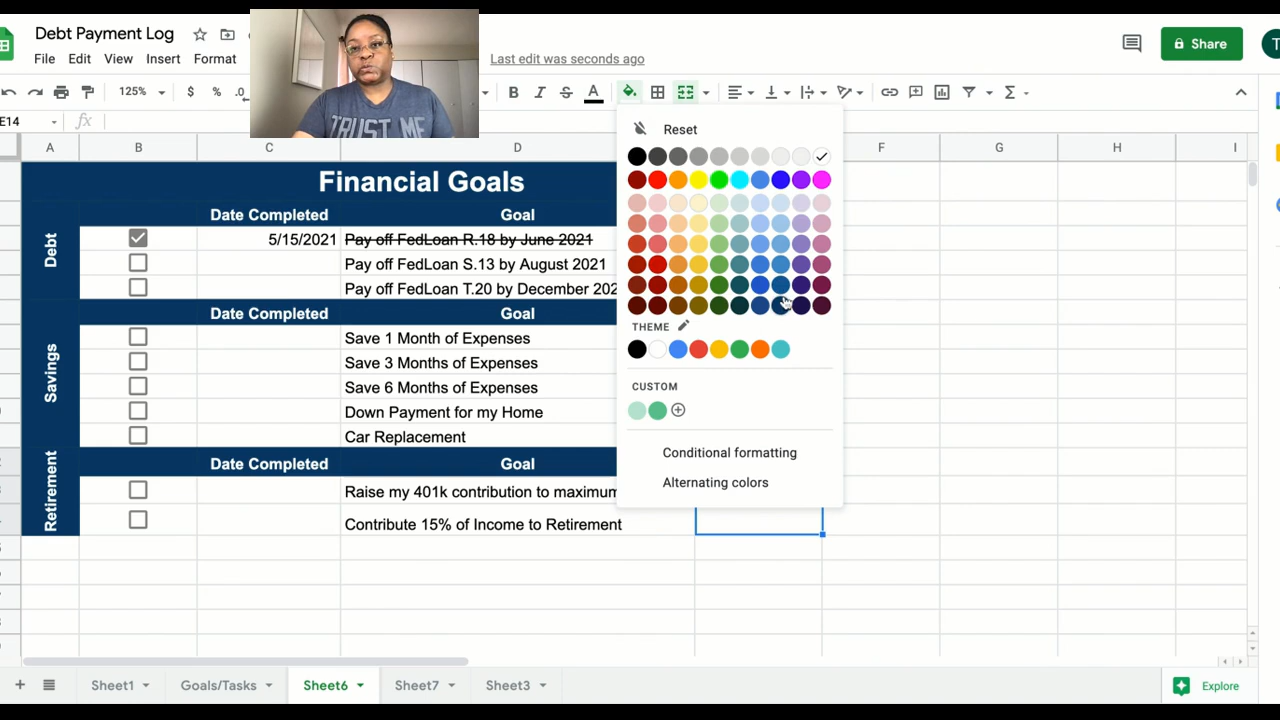 Debt Payment Log
File Edit View Insert Format
Last edit was seconds ago
Share
T
TRUST ME
125% $ % .0
B I S A
E14 fx
Reset
A B C D F G H I
Financial Goals
Debt
Date Completed Goal
5/15/2021 Pay off FedLoan R.18 by June 2021
Pay off FedLoan S.13 by August 2021
Pay off FedLoan T.20 by December 202
Savings
Date Completed Goal
Save 1 Month of Expenses
Save 3 Months of Expenses
Save 6 Months of Expenses
Down Payment for my Home
Car Replacement
Retirement
Date Completed Goal
Raise my 401k contribution to maximum
Contribute 15% of Income to Retirement
THEME
CUSTOM
Conditional formatting
Alternating colors
Sheet1 Goals/Tasks Sheet6 Sheet7 Sheet3
Explore